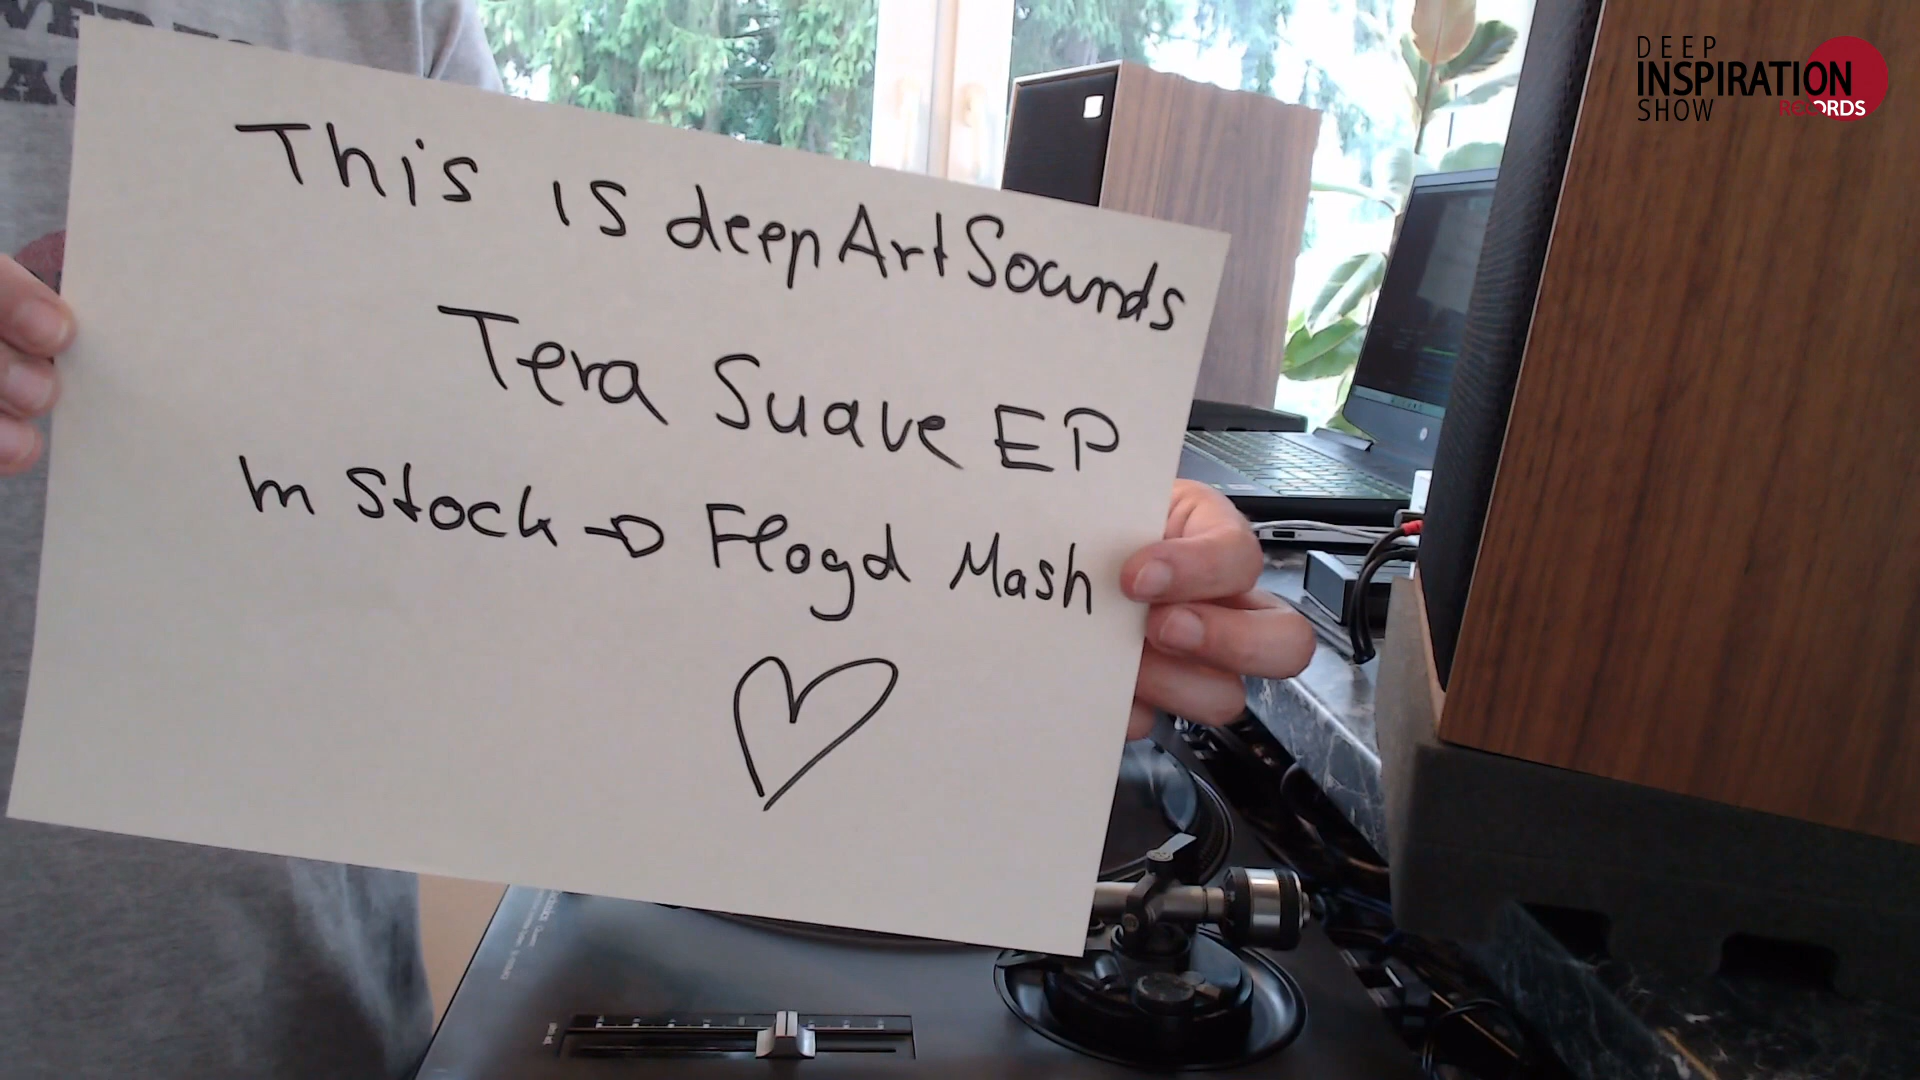 This is deepArtSounds
Tera Suave EP
In Stock → Floyd Mash
DEEP
INSPIRATION
SHOW RECORDS